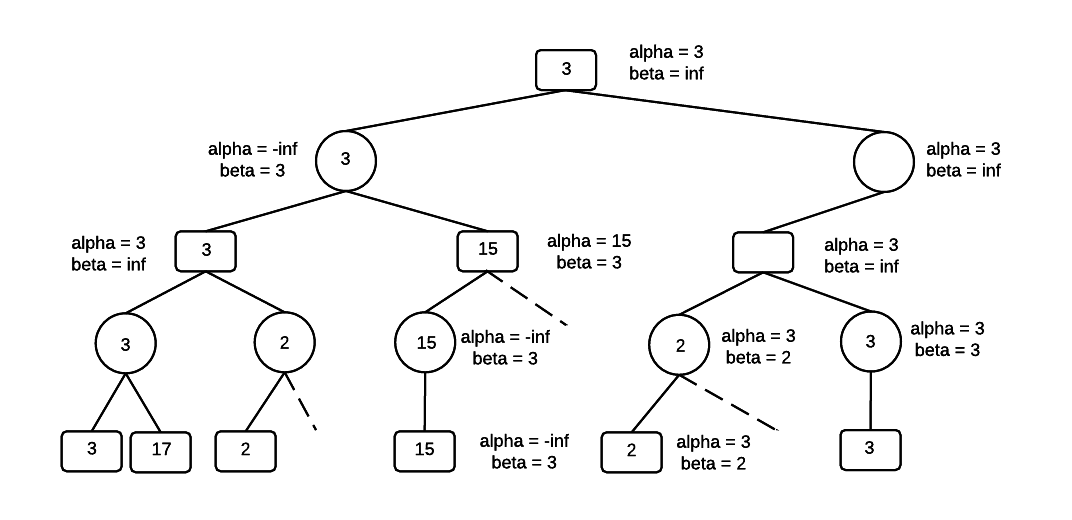 3
alpha = 3
beta = inf
alpha = -inf
beta = 3
3
alpha = 3
beta = inf
alpha = 3
beta = inf
3
15
alpha = 15
beta = 3
alpha = 3
beta = inf
3
2
15
alpha = -inf
beta = 3
2
alpha = 3
beta = 2
3
alpha = 3
beta = 3
3
17
2
15
alpha = -inf
beta = 3
2
alpha = 3
beta = 2
3